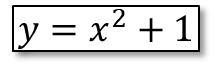 y = x² + 1